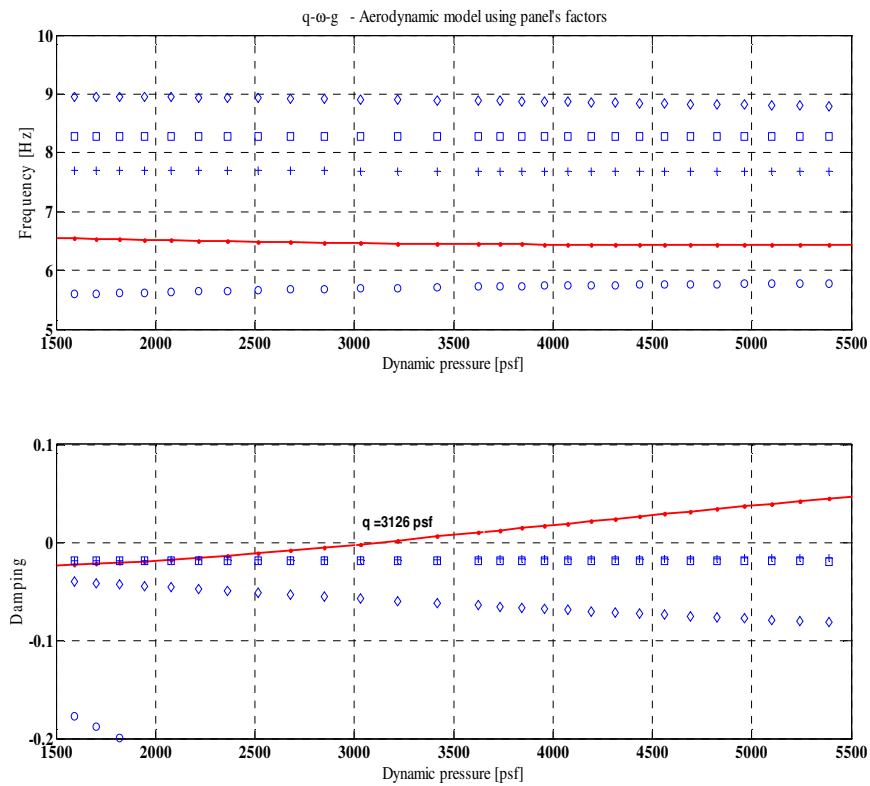 q-ω-g - Aerodynamic model using panel's factors
Frequency [Hz]
10
9
8
7
6
5
1500 2000 2500 3000 3500 4000 4500 5000 5500
Dynamic pressure [psf]
Damping
0.1
0
-0.1
-0.2
q =3126 psf
1500 2000 2500 3000 3500 4000 4500 5000 5500
Dynamic pressure [psf]